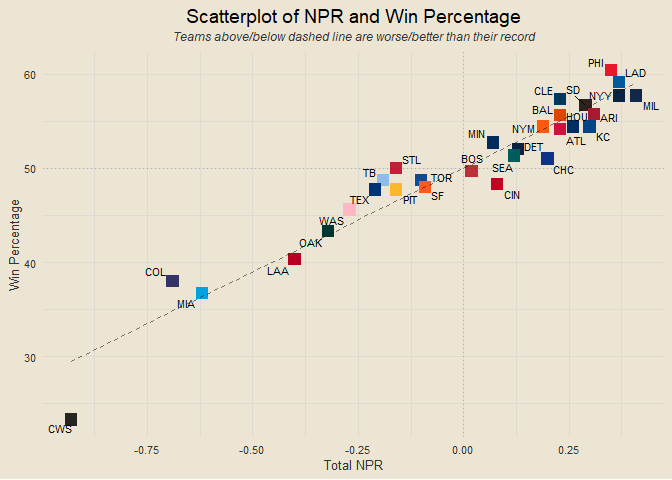 Scatterplot of NPR and Win Percentage
Teams above/below dashed line are worse/better than their record
Win Percentage
60
50
40
30
PHI
LAD
CLE
SD
NYY
MIL
BAL
HOU
ARI
NYM
MIN
ATL
KC
DET
BOS
SEA
CHC
STL
TB
TOR
CIN
TEX
PIT
SF
WAS
OAK
LAA
COL
MIA
CWS
-0.75
-0.50
-0.25
0.00
0.25
Total NPR